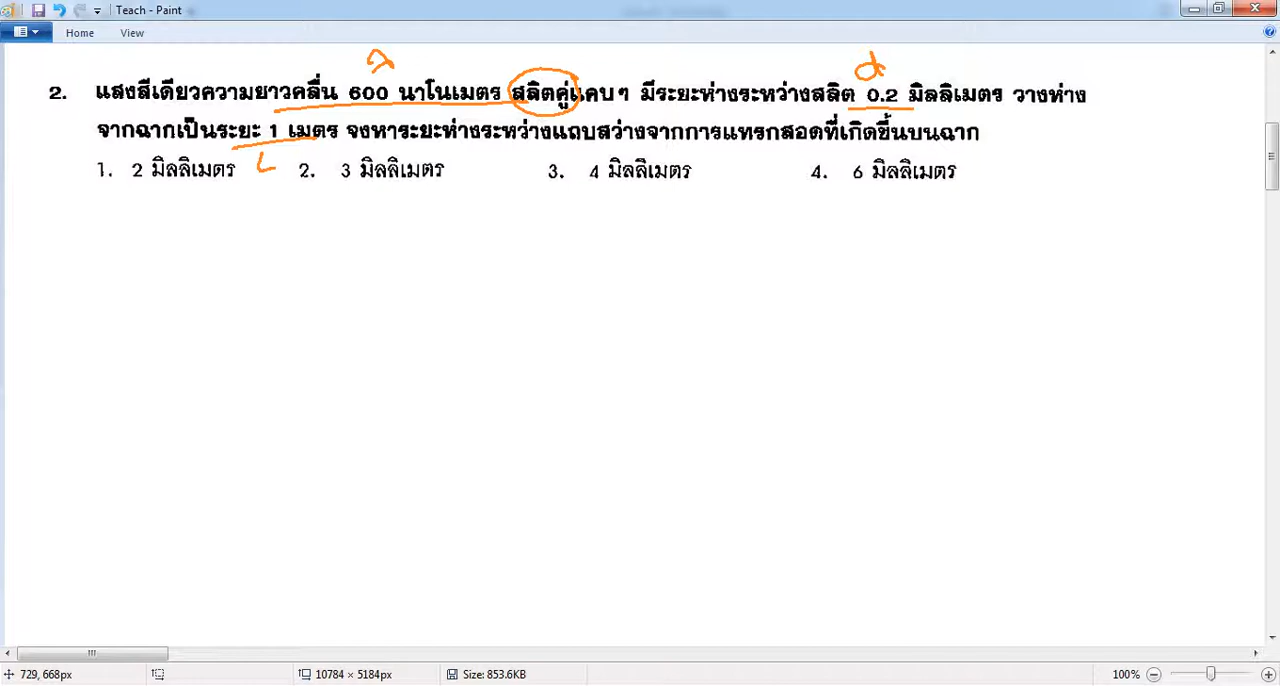 Teach - Paint
Home View
λ d
2. แสงสีเดียวความยาวคลื่น 600 นาโนเมตร สลิตคู่แคบๆ มีระยะห่างระหว่างสลิต 0.2 มิลลิเมตร วางห่าง
จากฉากเป็นระยะ 1 เมตร จงหาระยะห่างระหว่างแถบสว่างจากการแทรกสอดที่เกิดขึ้นบนฉาก
L
1. 2 มิลลิเมตร 2. 3 มิลลิเมตร 3. 4 มิลลิเมตร 4. 6 มิลลิเมตร
729, 668px 10784 × 5184px Size: 853.6KB 100%